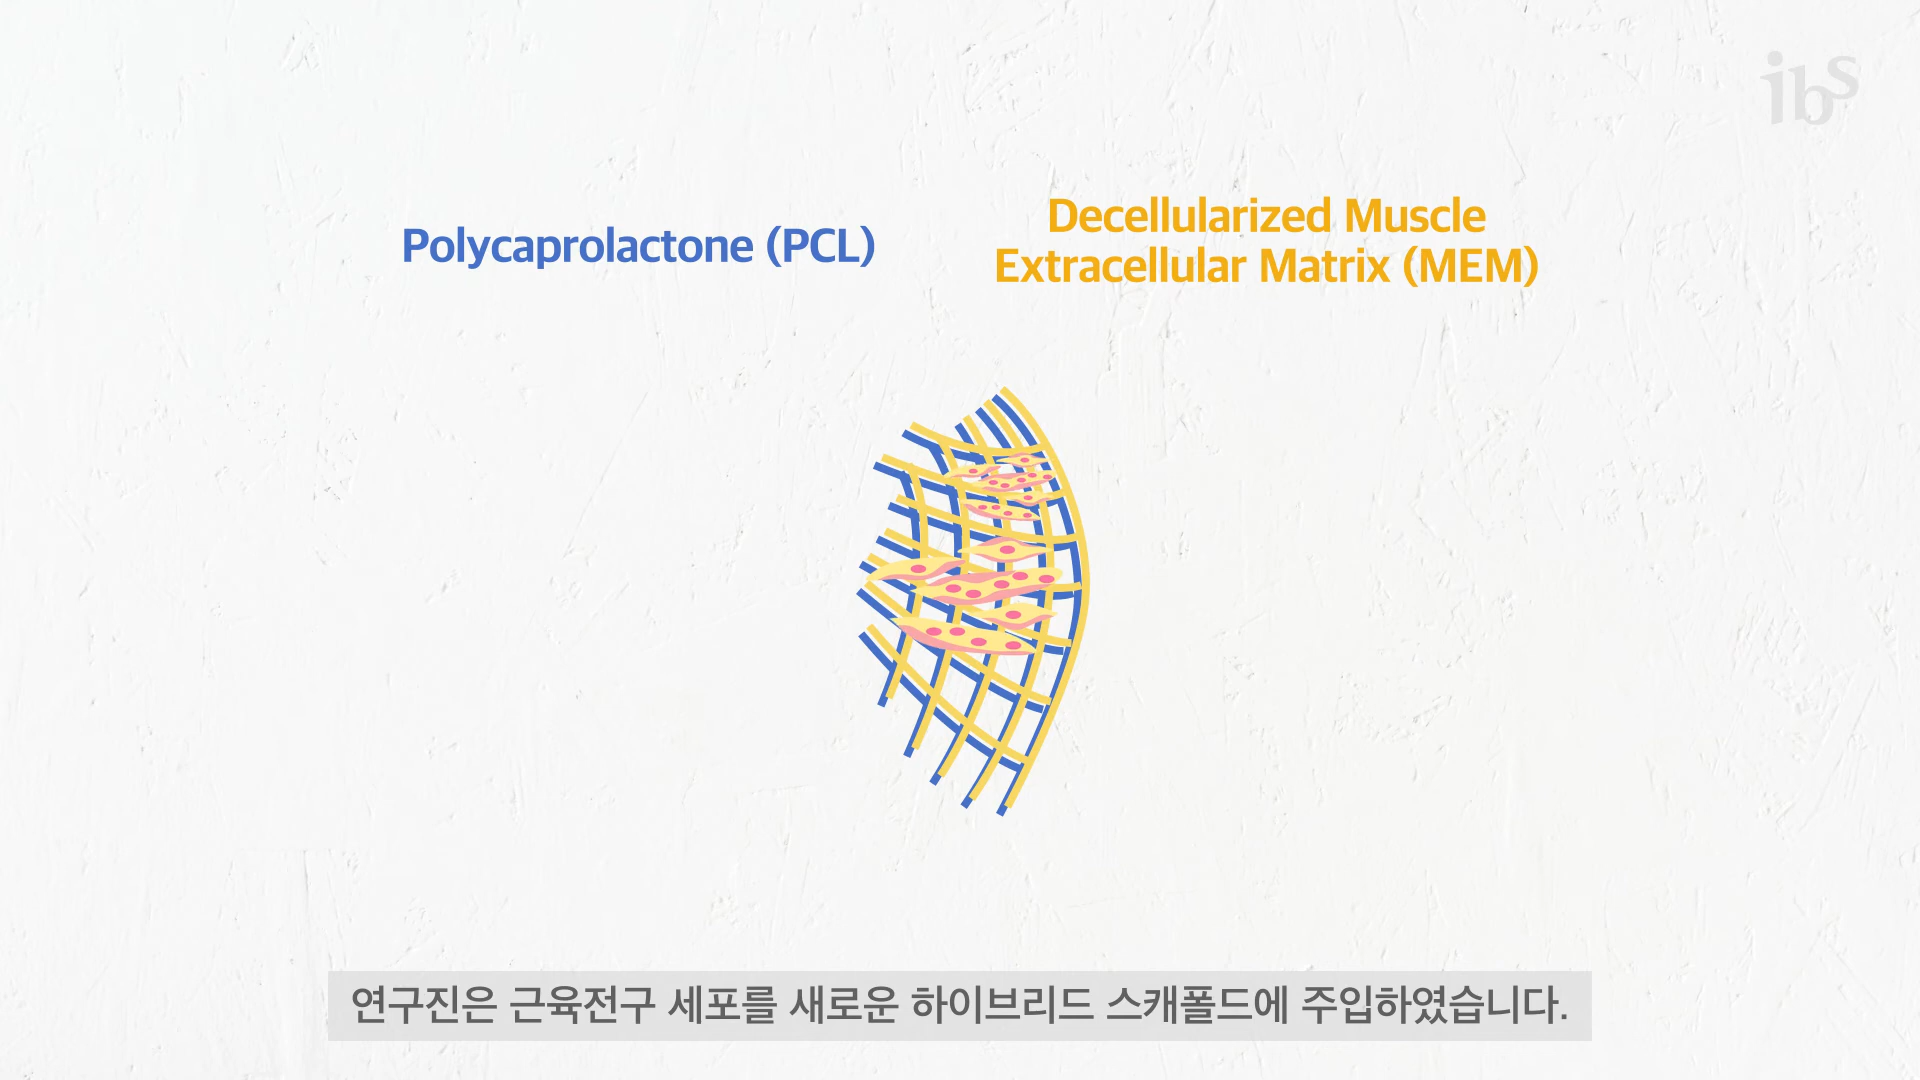 ibs
Polycaprolactone (PCL)
Decellularized Muscle
Extracellular Matrix (MEM)
연구진은 근육전구 세포를 새로운 하이브리드 스캐폴드에 주입하였습니다.